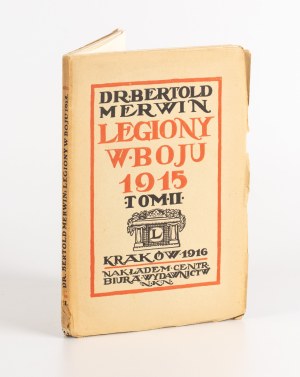 DR·BERTOLD
MERWIN
LEGIONY
W·BOJU
1915
TOM·II·
L
KRAKÓW·1916
NAKŁADEM·CENTR·
BIURA·WYDAWNICTW
N·K·N·
DR. BERTOLD MERWIN: LEGIONY W BOJU 1915